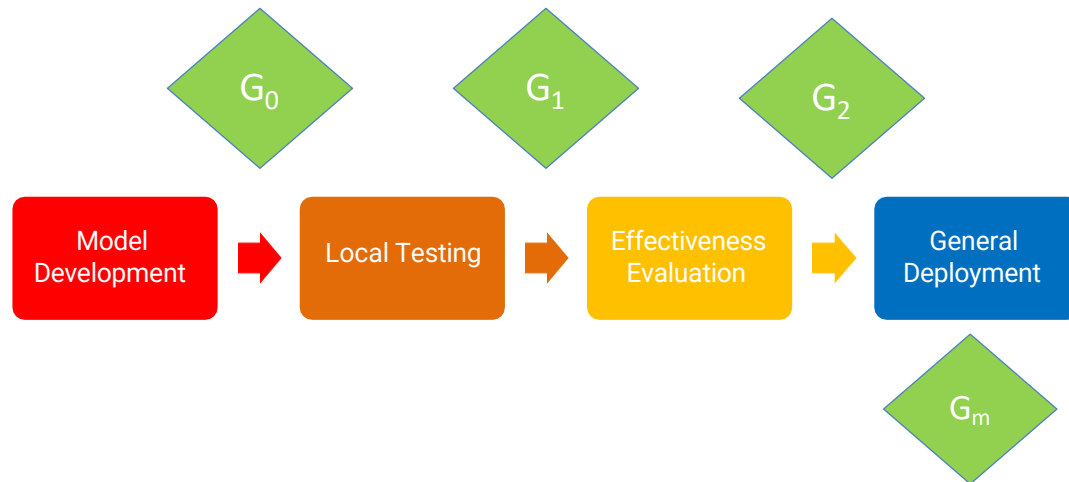 G₀
G₁
G₂
Model
Development
Local Testing
Effectiveness
Evaluation
General
Deployment
Gₘ